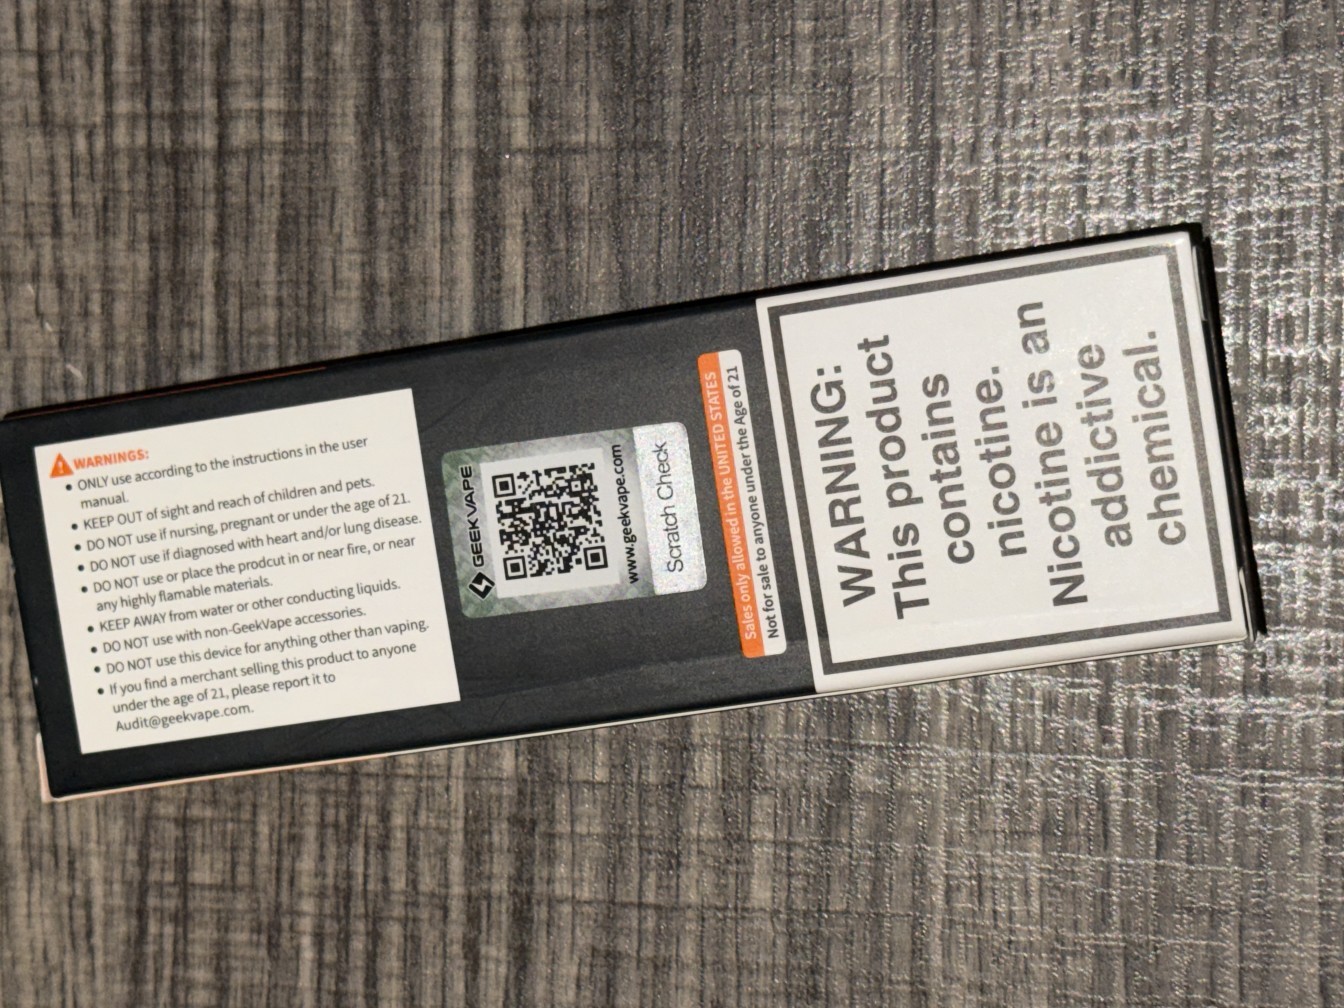 WARNINGS:
• ONLY use according to the instructions in the user
manual.
• KEEP OUT of sight and reach of children and pets.
• DO NOT use if nursing, pregnant or under the age of 21.
• DO NOT use if diagnosed with heart and/or lung disease.
• DO NOT use or place the prodcut in or near fire, or near
any highly flammable materials.
• KEEP AWAY from water or other conducting liquids.
• DO NOT use with non-GeekVape accessories.
• DO NOT use this device for anything other than vaping.
• If you find a merchant selling this product to anyone
under the age of 21, please report it to
Audit@geekvape.com.
GEEKVAPE
www.geekvape.com
Scratch Check
Sales only allowed in the UNITED STATES
Not for sale to anyone under the Age of 21
WARNING:
This product
contains
nicotine.
Nicotine is an
addictive
chemical.